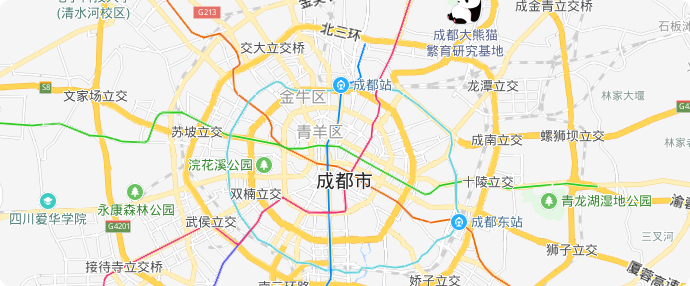 (清水河校区)
G213
北三环
成金青立交
石板滩
交大立交桥
成都大熊猫
繁育研究基地
S8
文家场立交
金牛区
成都站
龙潭立交
林家大堰
苏坡立交
青羊区
成南立交
螺狮坝立交
浣花溪公园
成都市
十陵立交
双楠立交
四川爱华学院
永康森林公园
青龙湖湿地公园
G4201
武侯立交
成都东站
三叉河
接待寺立交桥
狮子立交
厦蓉高速
娇子立交